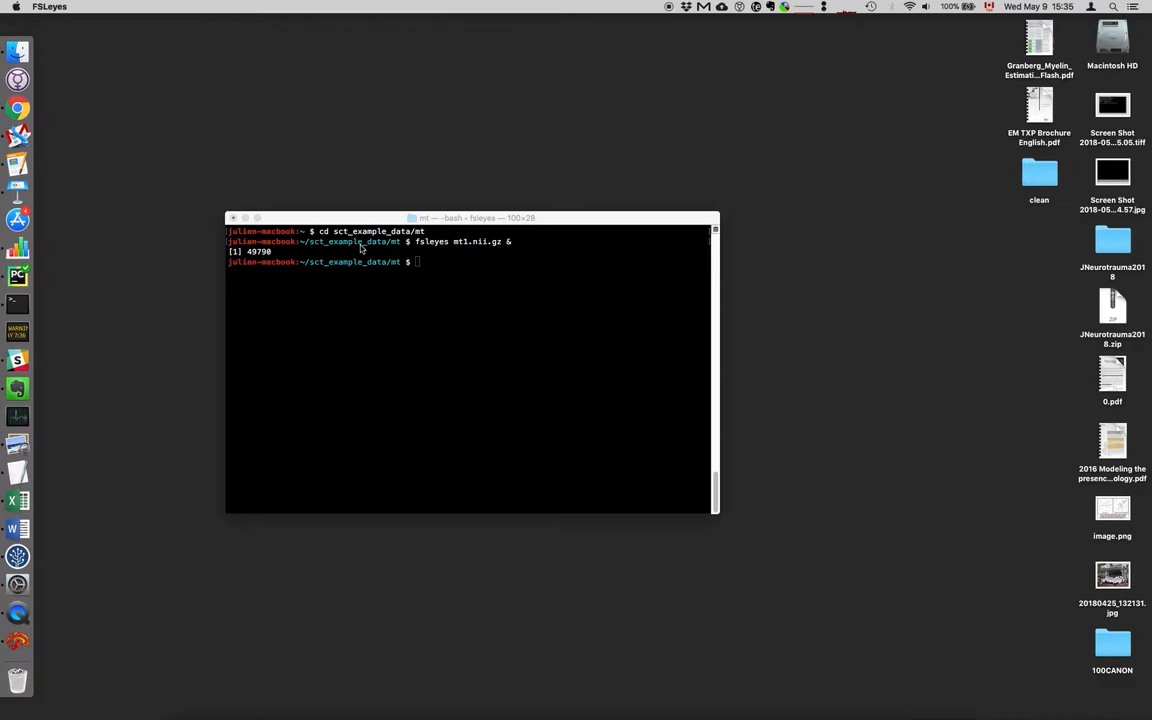 FSLeyes
100%
Wed May 9 15:35
Granberg_Myelin_
Estimati...Flash.pdf
Macintosh HD
EM TXP Brochure
English.pdf
Screen Shot
2018-05...5.05.tiff
clean
Screen Shot
2018-05...4.57.jpg
mt — -bash • fsleyes — 100×28
julien-macbook:~ $ cd sct_example_data/mt
julien-macbook:~/sct_example_data/mt $ fsleyes mt1.nii.gz &
[1] 49790
julien-macbook:~/sct_example_data/mt $
JNeurotrauma201
8
ZIP
JNeurotrauma201
8.zip
0.pdf
2016 Modeling the
presenc...ology.pdf
image.png
20180425_132131.
jpg
100CANON
PC
WARNIN